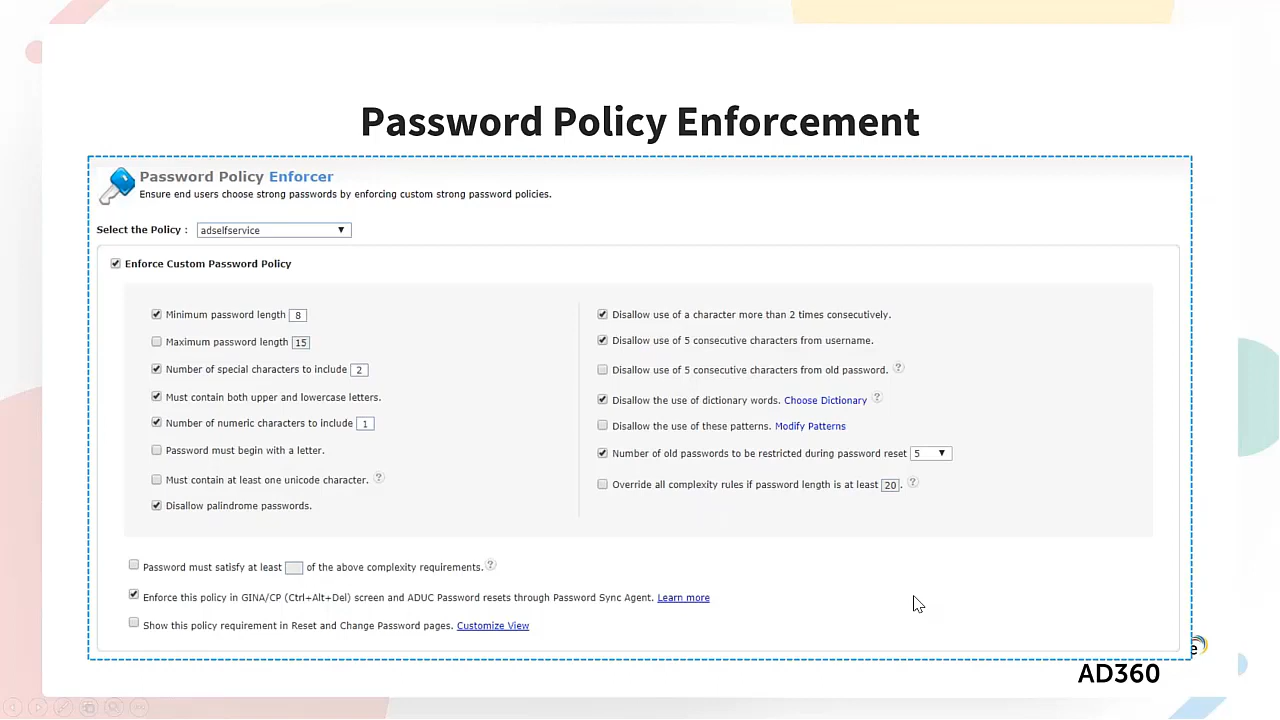 Password Policy Enforcement
Password Policy Enforcer
Ensure end users choose strong passwords by enforcing custom strong password policies.
Select the Policy : adselfservice
Enforce Custom Password Policy
Minimum password length 8
Maximum password length 15
Number of special characters to include 2
Must contain both upper and lowercase letters.
Number of numeric characters to include 1
Password must begin with a letter.
Must contain at least one unicode character. ?
Disallow palindrome passwords.
Disallow use of a character more than 2 times consecutively.
Disallow use of 5 consecutive characters from username.
Disallow use of 5 consecutive characters from old password. ?
Disallow the use of dictionary words. Choose Dictionary ?
Disallow the use of these patterns. Modify Patterns
Number of old passwords to be restricted during password reset 5
Override all complexity rules if password length is at least 20 . ?
Password must satisfy at least of the above complexity requirements. ?
Enforce this policy in GINA/CP (Ctrl+Alt+Del) screen and ADUC Password resets through Password Sync Agent. Learn more
Show this policy requirement in Reset and Change Password pages. Customize View
e
AD360